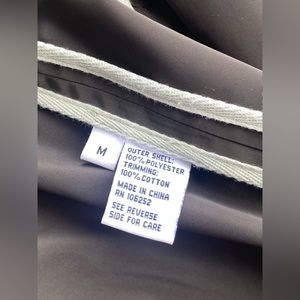 M
OUTER SHELL:
100% POLYESTER
TRIMMING:
100% COTTON
MADE IN CHINA
RN 106252
SEE REVERSE
SIDE FOR CARE